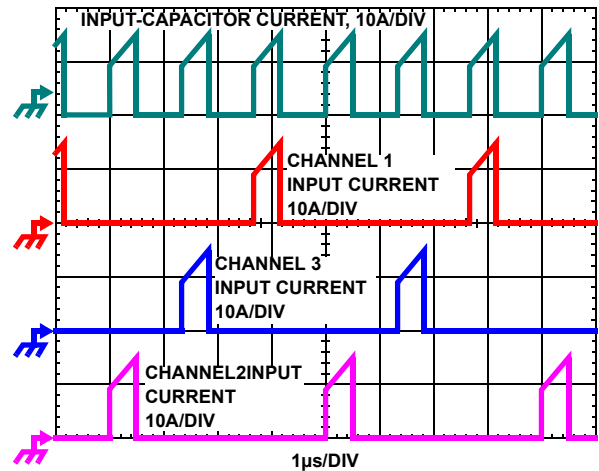 INPUT-CAPACITOR CURRENT, 10A/DIV
CHANNEL 1
INPUT CURRENT
10A/DIV
CHANNEL 3
INPUT CURRENT
10A/DIV
CHANNEL2INPUT
CURRENT
10A/DIV
1µs/DIV